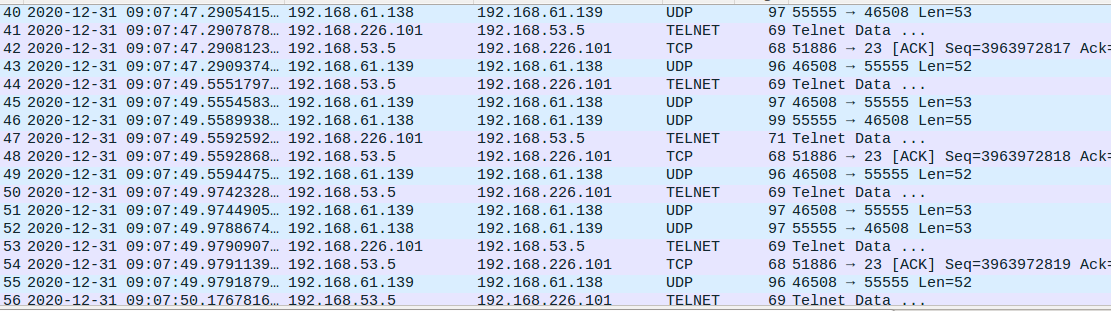 40 2020-12-31 09:07:47.2905415… 192.168.61.138 192.168.61.139 UDP 97 55555 → 46508 Len=53
41 2020-12-31 09:07:47.2907878… 192.168.226.101 192.168.53.5 TELNET 69 Telnet Data ...
42 2020-12-31 09:07:47.2908123… 192.168.53.5 192.168.226.101 TCP 68 51886 → 23 [ACK] Seq=3963972817 Ack=
43 2020-12-31 09:07:47.2909374… 192.168.61.139 192.168.61.138 UDP 96 46508 → 55555 Len=52
44 2020-12-31 09:07:49.5551797… 192.168.53.5 192.168.226.101 TELNET 69 Telnet Data ...
45 2020-12-31 09:07:49.5554583… 192.168.61.139 192.168.61.138 UDP 97 46508 → 55555 Len=53
46 2020-12-31 09:07:49.5589938… 192.168.61.138 192.168.61.139 UDP 99 55555 → 46508 Len=55
47 2020-12-31 09:07:49.5592592… 192.168.226.101 192.168.53.5 TELNET 71 Telnet Data ...
48 2020-12-31 09:07:49.5592868… 192.168.53.5 192.168.226.101 TCP 68 51886 → 23 [ACK] Seq=3963972818 Ack=
49 2020-12-31 09:07:49.5594475… 192.168.61.139 192.168.61.138 UDP 96 46508 → 55555 Len=52
50 2020-12-31 09:07:49.9742328… 192.168.53.5 192.168.226.101 TELNET 69 Telnet Data ...
51 2020-12-31 09:07:49.9744905… 192.168.61.139 192.168.61.138 UDP 97 46508 → 55555 Len=53
52 2020-12-31 09:07:49.9788674… 192.168.61.138 192.168.61.139 UDP 97 55555 → 46508 Len=53
53 2020-12-31 09:07:49.9790907… 192.168.226.101 192.168.53.5 TELNET 69 Telnet Data ...
54 2020-12-31 09:07:49.9791139… 192.168.53.5 192.168.226.101 TCP 68 51886 → 23 [ACK] Seq=3963972819 Ack=
55 2020-12-31 09:07:49.9791879… 192.168.61.139 192.168.61.138 UDP 96 46508 → 55555 Len=52
56 2020-12-31 09:07:50.1767816… 192.168.53.5 192.168.226.101 TELNET 69 Telnet Data ...